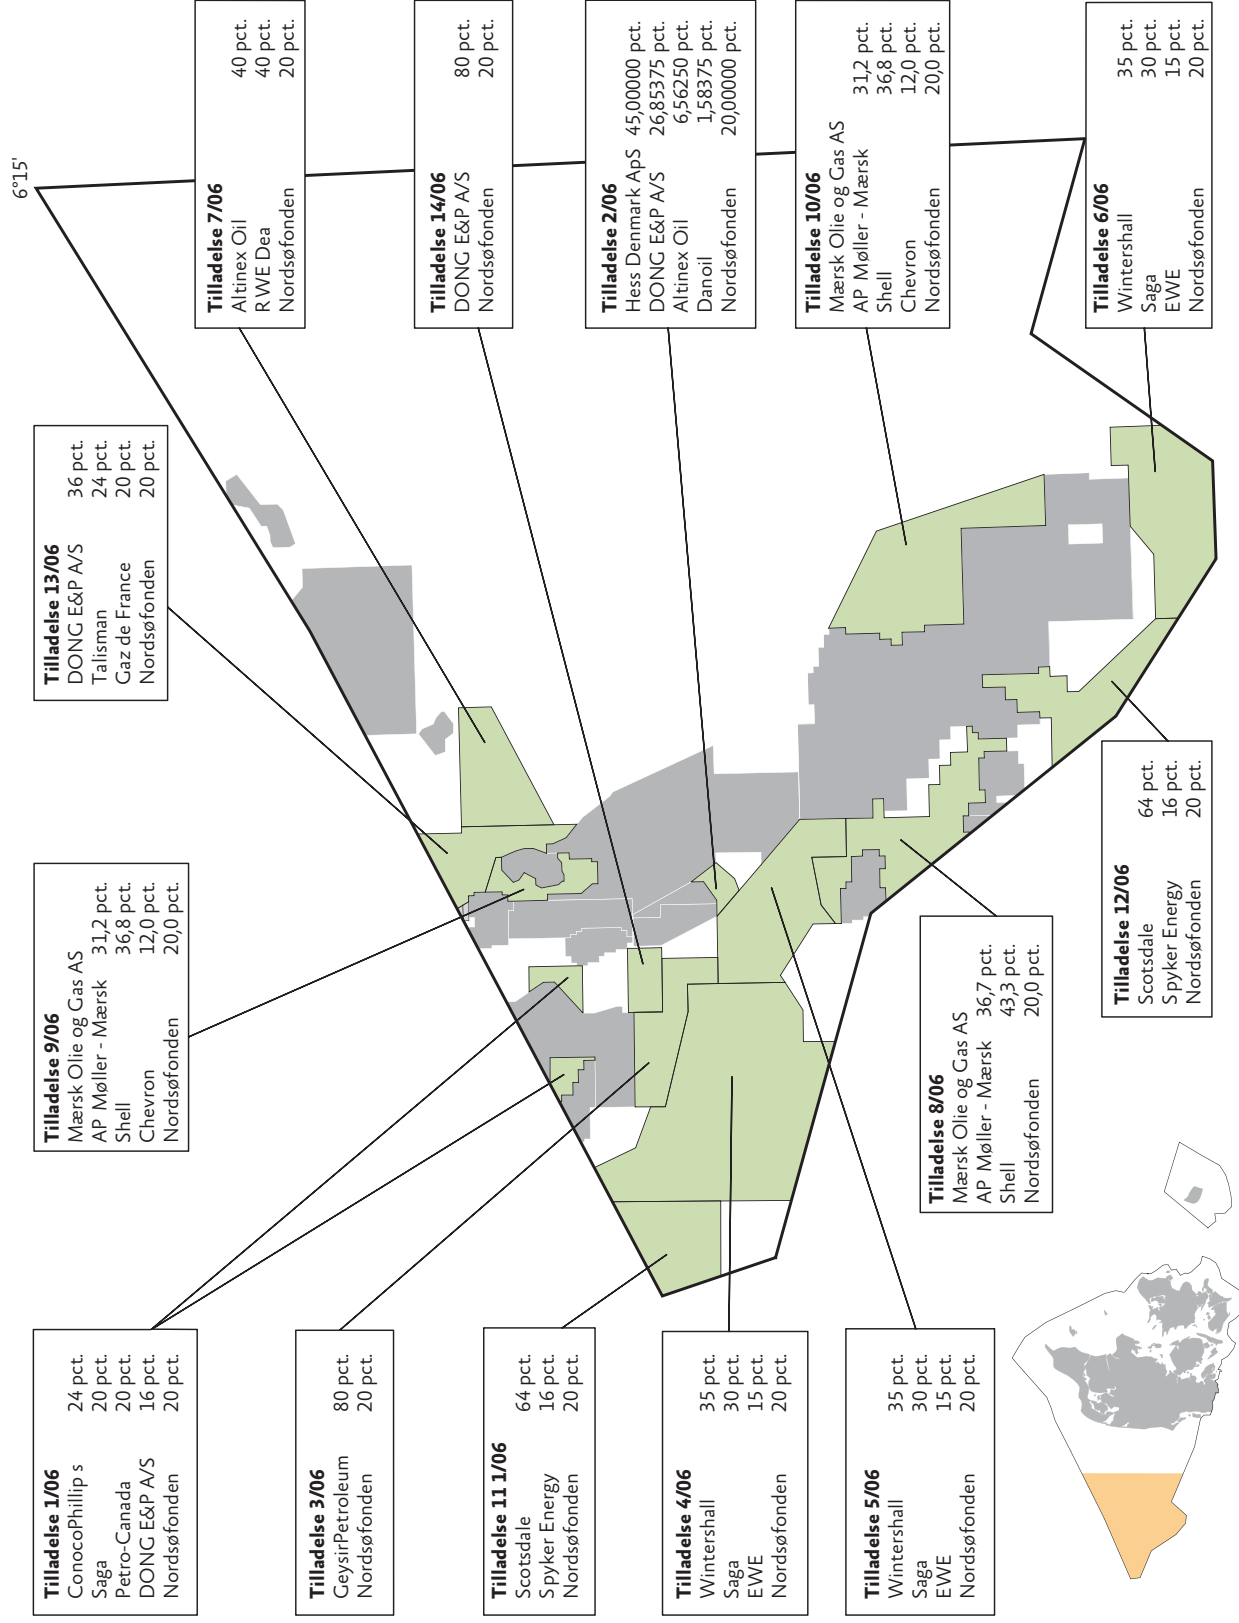 6°15'
Tilladelse 1/06
ConocoPhillip s 24 pct.
Saga 20 pct.
Petro-Canada 20 pct.
DONG E&P A/S 16 pct.
Nordsøfonden 20 pct.
Tilladelse 3/06
GeysirPetroleum 80 pct.
Nordsøfonden 20 pct.
Tilladelse 11 1/06
Scotsdale 64 pct.
Spyker Energy 16 pct.
Nordsøfonden 20 pct.
Tilladelse 4/06
Wintershall 35 pct.
Saga 30 pct.
EWE 15 pct.
Nordsøfonden 20 pct.
Tilladelse 5/06
Wintershall 35 pct.
Saga 30 pct.
EWE 15 pct.
Nordsøfonden 20 pct.
Tilladelse 9/06
Mærsk Olie og Gas AS
AP Møller - Mærsk 31,2 pct.
Shell 36,8 pct.
Chevron 12,0 pct.
Nordsøfonden 20,0 pct.
Tilladelse 8/06
Mærsk Olie og Gas AS
AP Møller - Mærsk 36,7 pct.
Shell 43,3 pct.
Nordsøfonden 20,0 pct.
Tilladelse 12/06
Scotsdale 64 pct.
Spyker Energy 16 pct.
Nordsøfonden 20 pct.
Tilladelse 13/06
DONG E&P A/S 36 pct.
Talisman 24 pct.
Gaz de France 20 pct.
Nordsøfonden 20 pct.
Tilladelse 7/06
Altinex Oil 40 pct.
RWE Dea 40 pct.
Nordsøfonden 20 pct.
Tilladelse 14/06
DONG E&P A/S 80 pct.
Nordsøfonden 20 pct.
Tilladelse 2/06
Hess Denmark ApS 45,00000 pct.
DONG E&P A/S 26,85375 pct.
Altinex Oil 6,56250 pct.
Danoil 1,58375 pct.
Nordsøfonden 20,00000 pct.
Tilladelse 10/06
Mærsk Olie og Gas AS
AP Møller - Mærsk 31,2 pct.
Shell 36,8 pct.
Chevron 12,0 pct.
Nordsøfonden 20,0 pct.
Tilladelse 6/06
Wintershall 35 pct.
Saga 30 pct.
EWE 15 pct.
Nordsøfonden 20 pct.